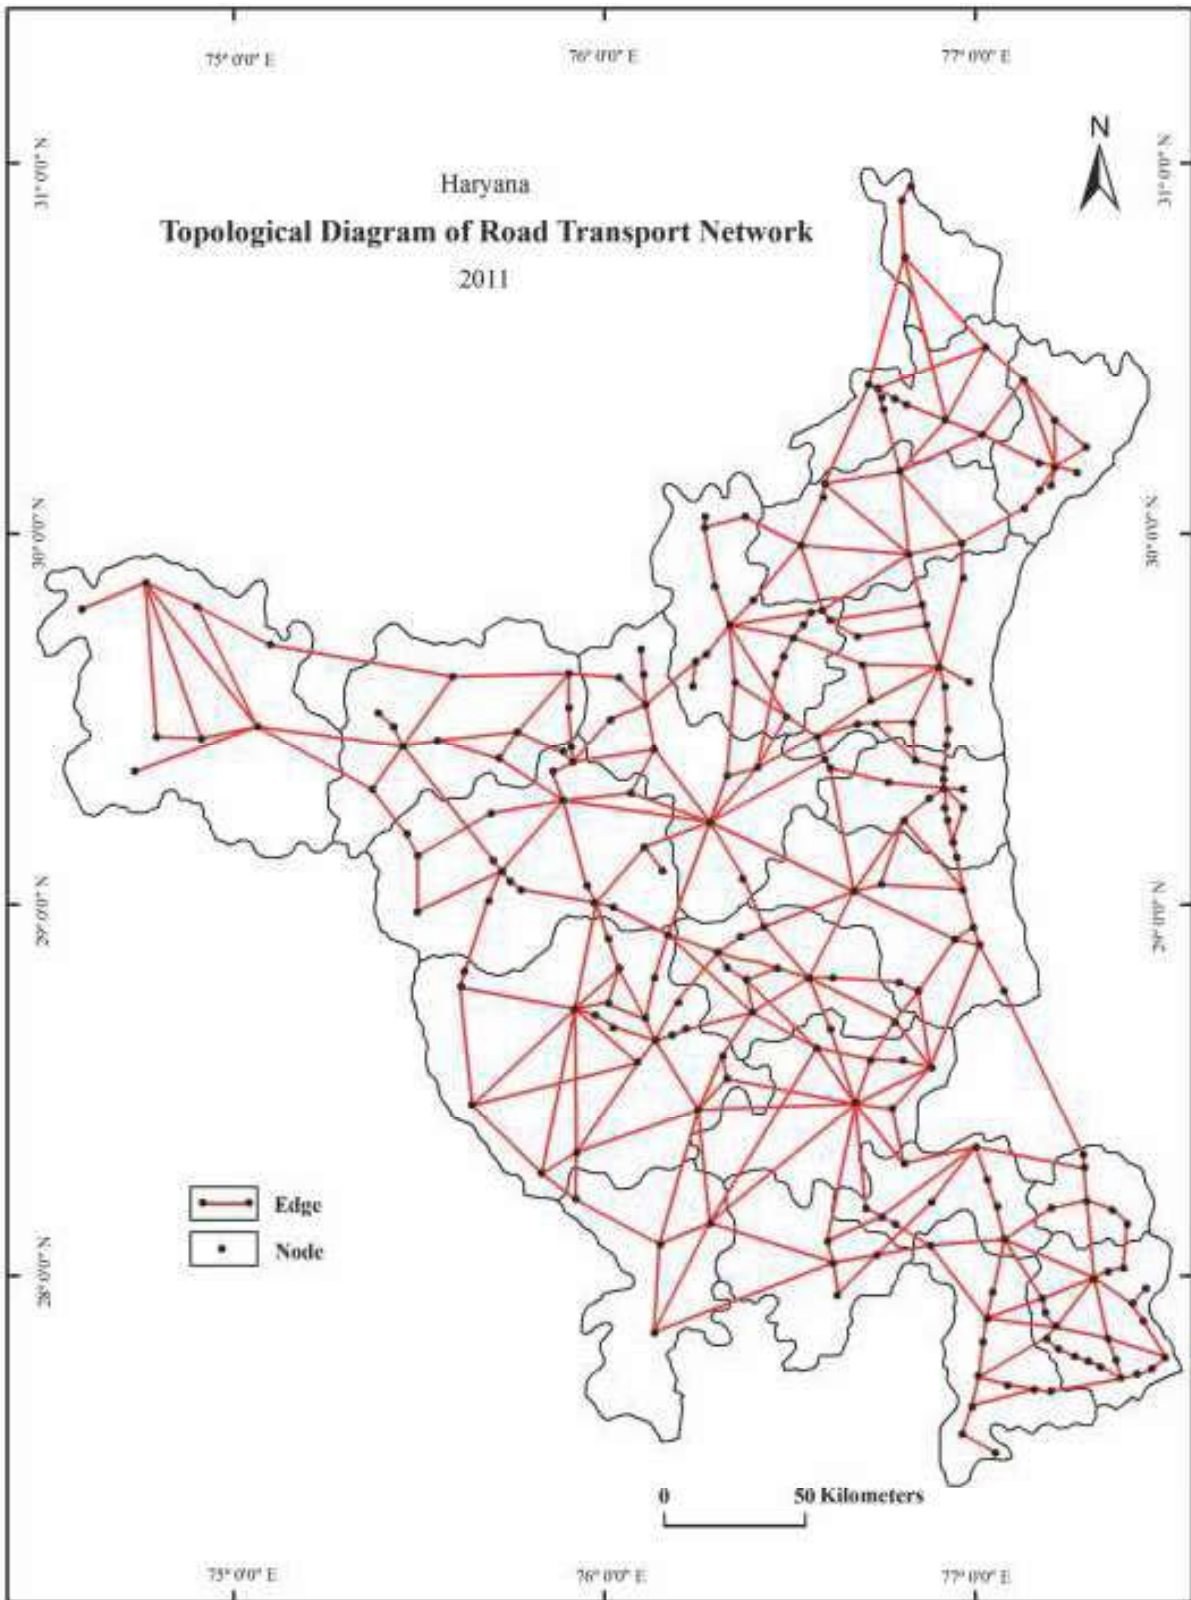 75° 0'0" E
76° 0'0" E
77° 0'0" E
31° 0'0" N
31° 0'0" N
N
Haryana
Topological Diagram of Road Transport Network
2011
30° 0'0" N
30° 0'0" N
29° 0'0" N
29° 0'0" N
Edge
Node
28° 0'0" N
28° 0'0" N
0 50 Kilometers
75° 0'0" E
76° 0'0" E
77° 0'0" E